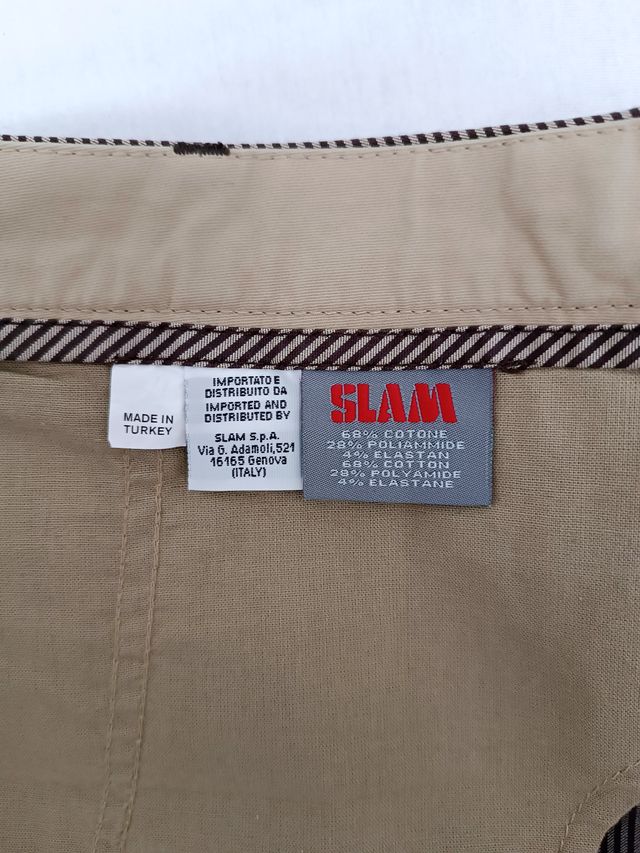 MADE IN
TURKEY
IMPORTATO E
DISTRIBUITO DA
IMPORTED AND
DISTRIBUTED BY
SLAM S.p.A.
Via G. Adamoli,521
16165 Genova
(ITALY)
SLAM
68% COTONE
28% POLIAMMIDE
4% ELASTAN
68% COTTON
28% POLYAMIDE
4% ELASTANE